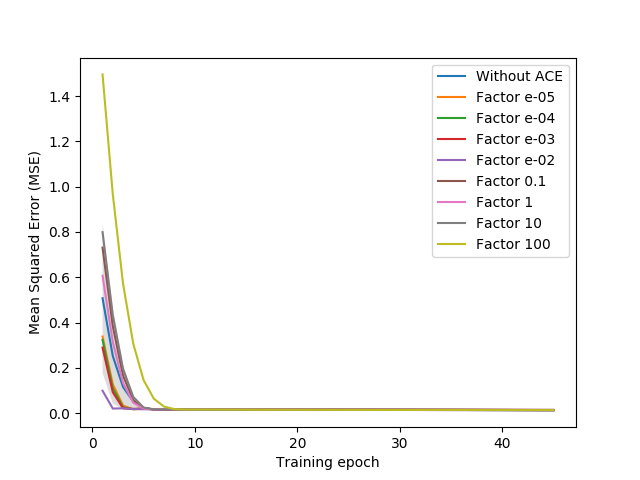 Without ACE
Factor e-05
Factor e-04
Factor e-03
Factor e-02
Factor 0.1
Factor 1
Factor 10
Factor 100
Mean Squared Error (MSE)
1.4
1.2
1.0
0.8
0.6
0.4
0.2
0.0
0 10 20 30 40
Training epoch